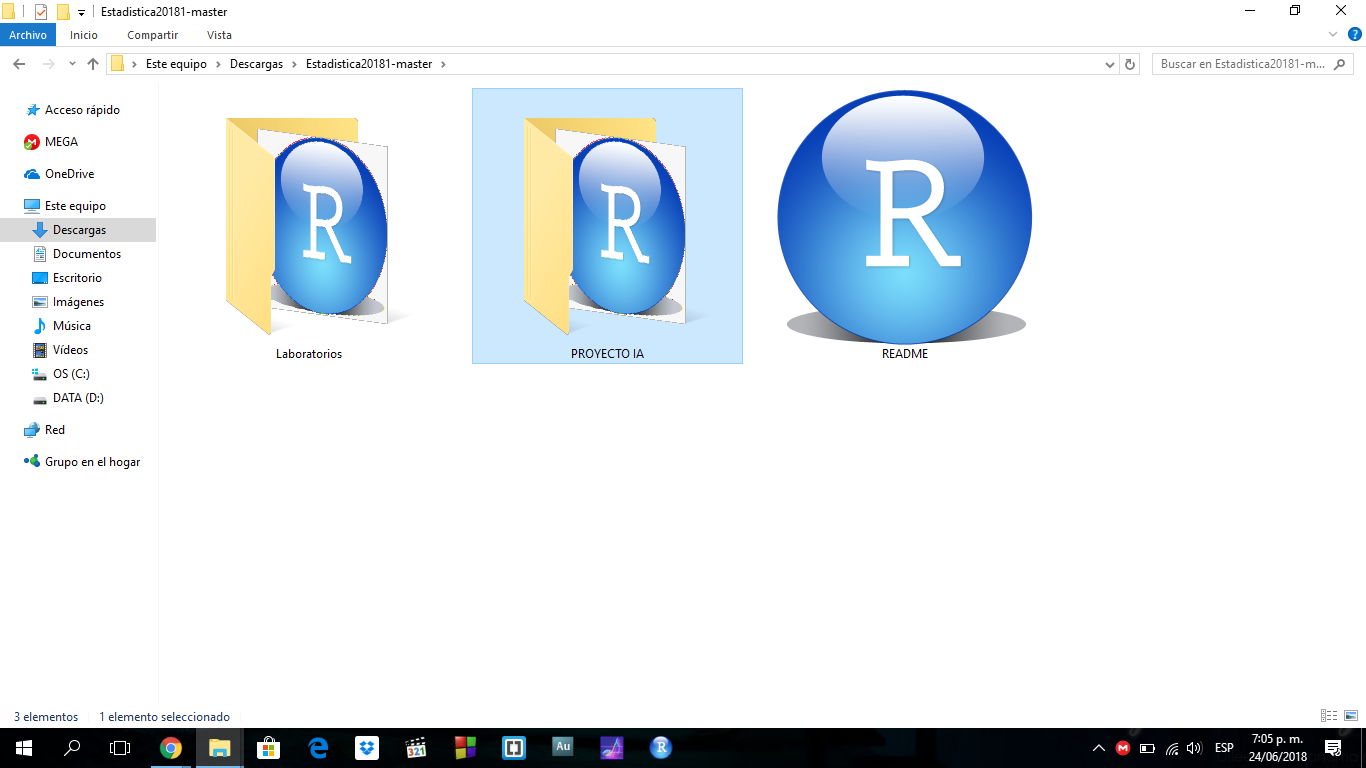 Estadistica20181-master
Archivo Inicio Compartir Vista
Este equipo Descargas Estadistica20181-master
Buscar en Estadistica20181-m...
Acceso rápido
MEGA
OneDrive
Este equipo
Descargas
Documentos
Escritorio
Imágenes
Música
Vídeos
OS (C:)
DATA (D:)
Red
Grupo en el hogar
R
Laboratorios
R
PROYECTO IA
R
README
3 elementos 1 elemento seleccionado
321
Au
R
ESP
7:05 p. m.
24/06/2018